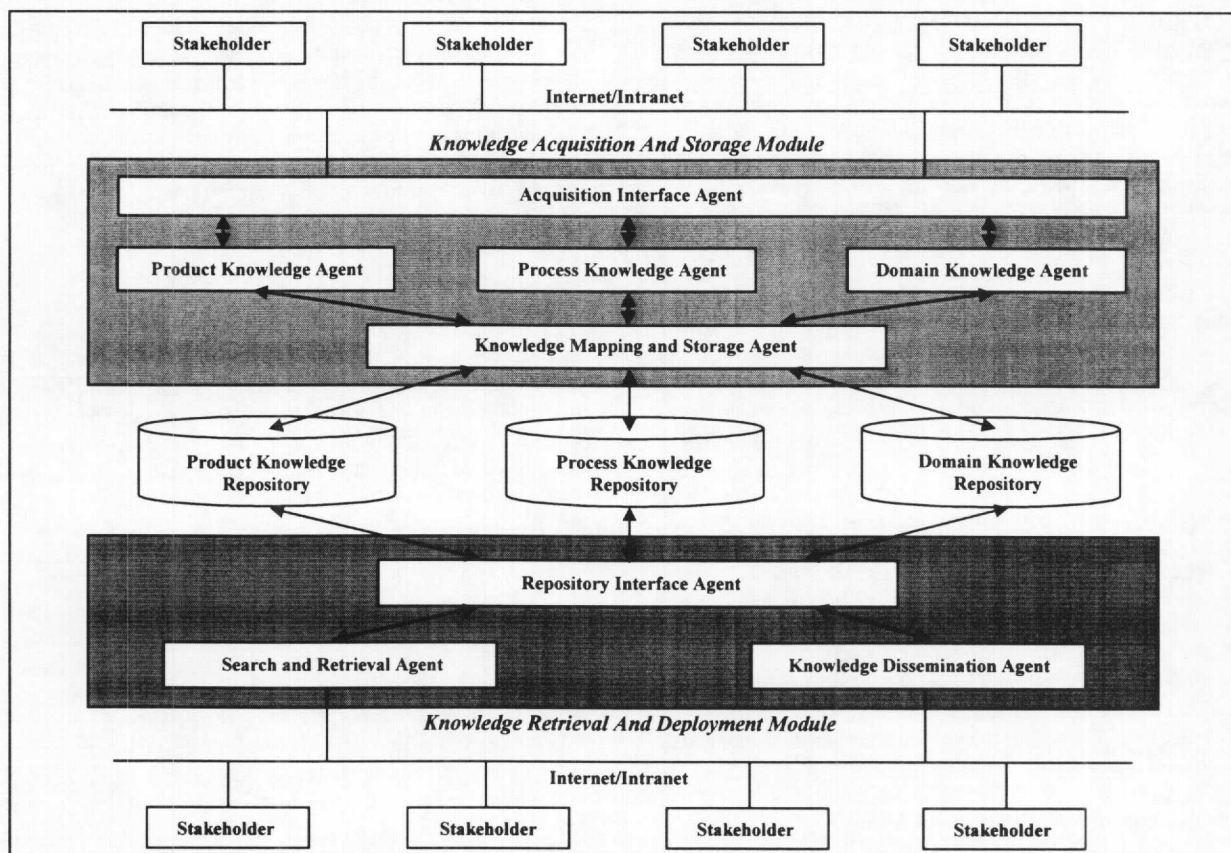 Stakeholder
Stakeholder
Stakeholder
Stakeholder
Internet/Intranet
Knowledge Acquisition And Storage Module
Acquisition Interface Agent
Product Knowledge Agent
Process Knowledge Agent
Domain Knowledge Agent
Knowledge Mapping and Storage Agent
Product Knowledge
Repository
Process Knowledge
Repository
Domain Knowledge
Repository
Repository Interface Agent
Search and Retrieval Agent
Knowledge Dissemination Agent
Knowledge Retrieval And Deployment Module
Internet/Intranet
Stakeholder
Stakeholder
Stakeholder
Stakeholder